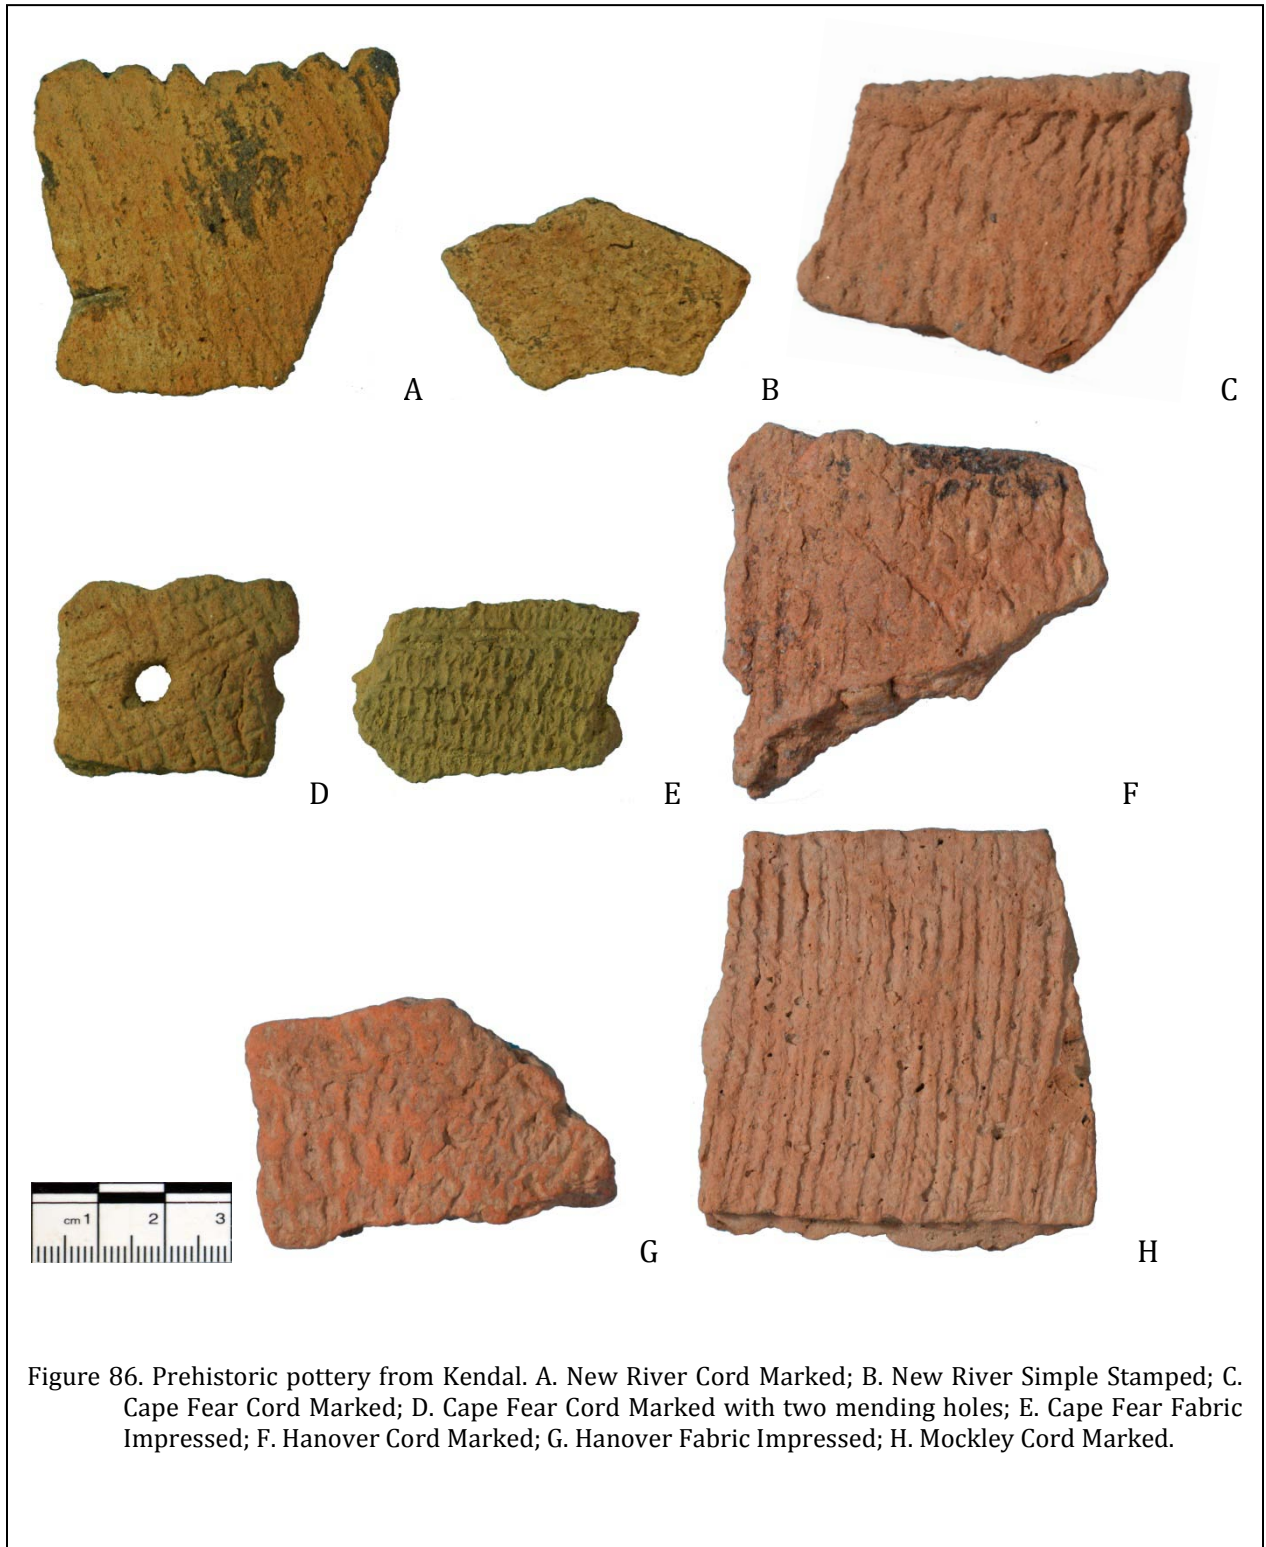 A
B
C
D
E
F
cm 1 2 3
G
H
Figure 86. Prehistoric pottery from Kendal. A. New River Cord Marked; B. New River Simple Stamped; C.
Cape Fear Cord Marked; D. Cape Fear Cord Marked with two mending holes; E. Cape Fear Fabric
Impressed; F. Hanover Cord Marked; G. Hanover Fabric Impressed; H. Mockley Cord Marked.